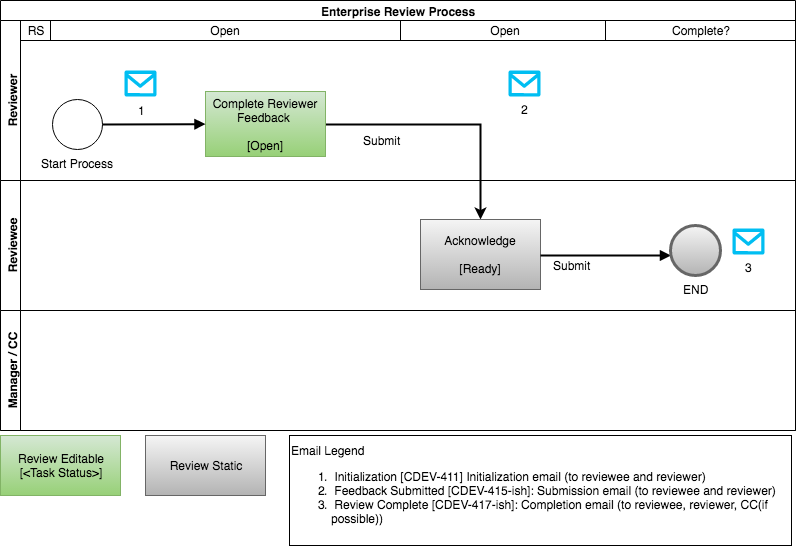 Enterprise Review Process
RS
Open
Open
Complete?
Reviewer
1
Complete Reviewer
Feedback
[Open]
2
Submit
Start Process
Reviewee
Acknowledge
[Ready]
Submit
3
END
Manager / CC
Review Editable
[<Task Status>]
Review Static
Email Legend
1. Initialization [CDEV-411] Initialization email (to reviewee and reviewer)
2. Feedback Submitted [CDEV-415-ish]: Submission email (to reviewee and reviewer)
3. Review Complete [CDEV-417-ish]: Completion email (to reviewee, reviewer, CC(if
possible))